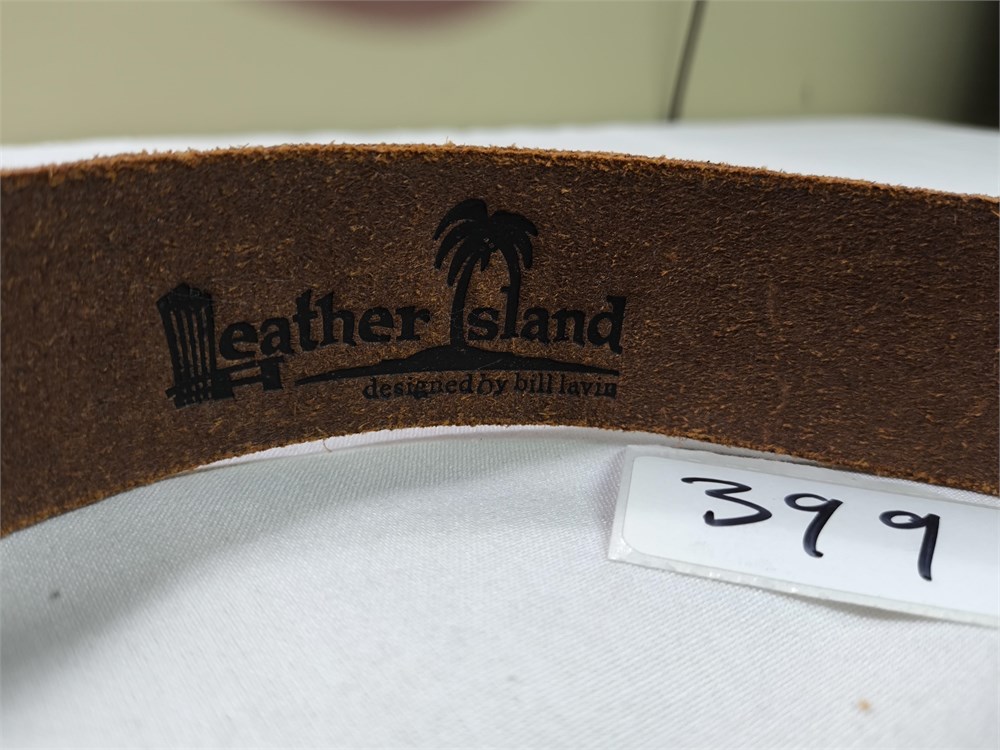 Leather Island
designed by bill lavin
399